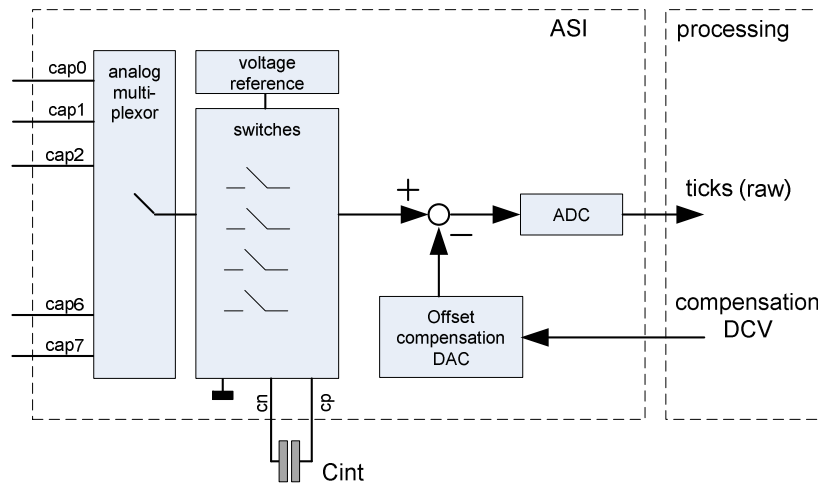 ASI
processing
cap0
cap1
cap2
cap6
cap7
analog
multi-
plexor
voltage
reference
switches
+
−
ADC
ticks (raw)
Offset
compensation
DAC
compensation
DCV
cn
cp
Cint